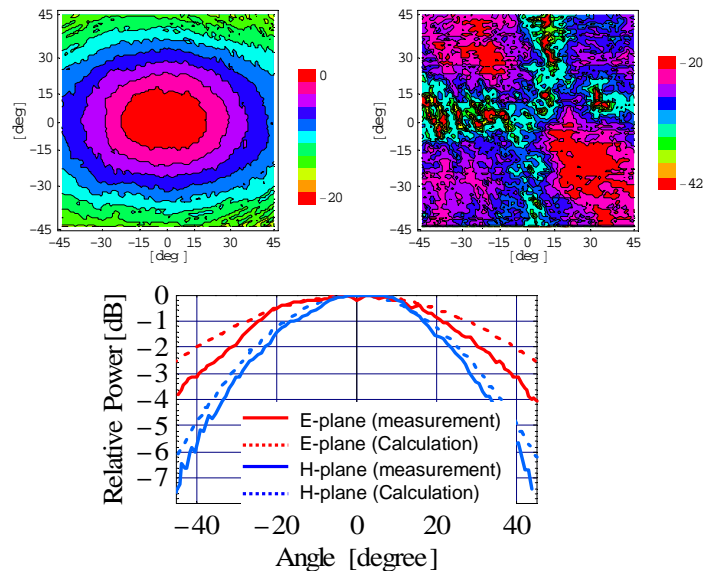 45
30
15
0
-15
30
45
[deg]
-45 -30 -15 0 15 30 45
[deg]
0
-20
45
30
15
0
-15
30
45
[deg]
-45 -30 -15 0 15 30 45
[deg]
-20
-42
0
-1
-2
-3
-4
-5
-6
-7
Relative Power [dB]
E-plane (measurement)
E-plane (Calculation)
H-plane (measurement)
H-plane (Calculation)
-40 -20 0 20 40
Angle [degree]